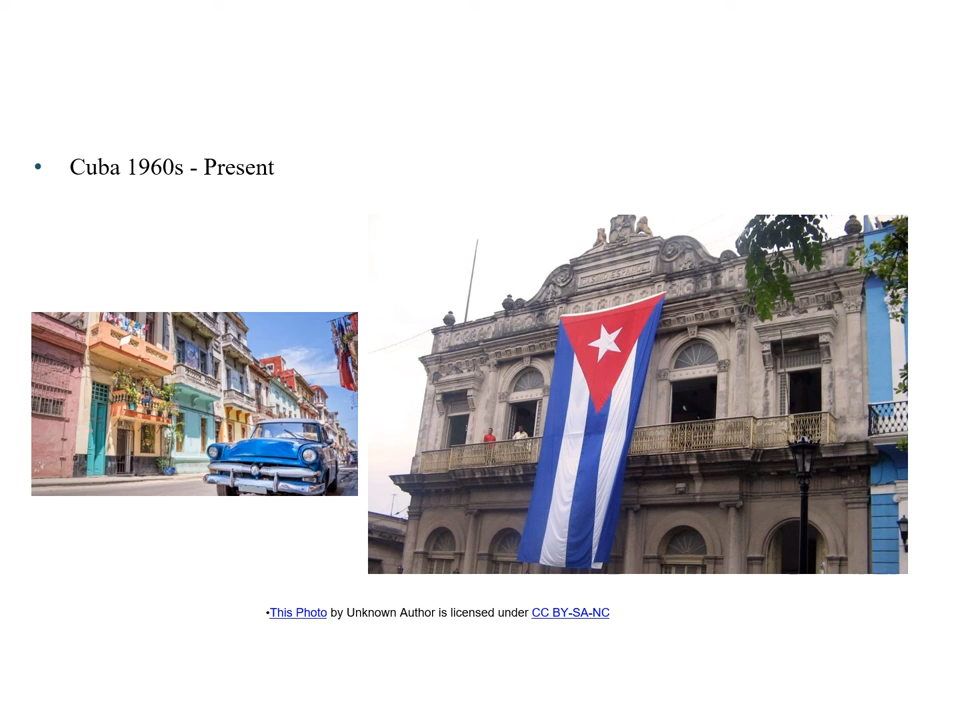 • Cuba 1960s - Present
•This Photo by Unknown Author is licensed under CC BY-SA-NC